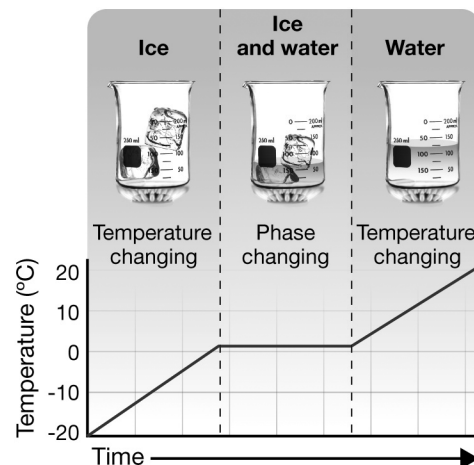 Ice
Ice
and water
Water
Temperature
changing
Phase
changing
Temperature
changing
Temperature (ºC)
20
10
0
-10
-20
Time